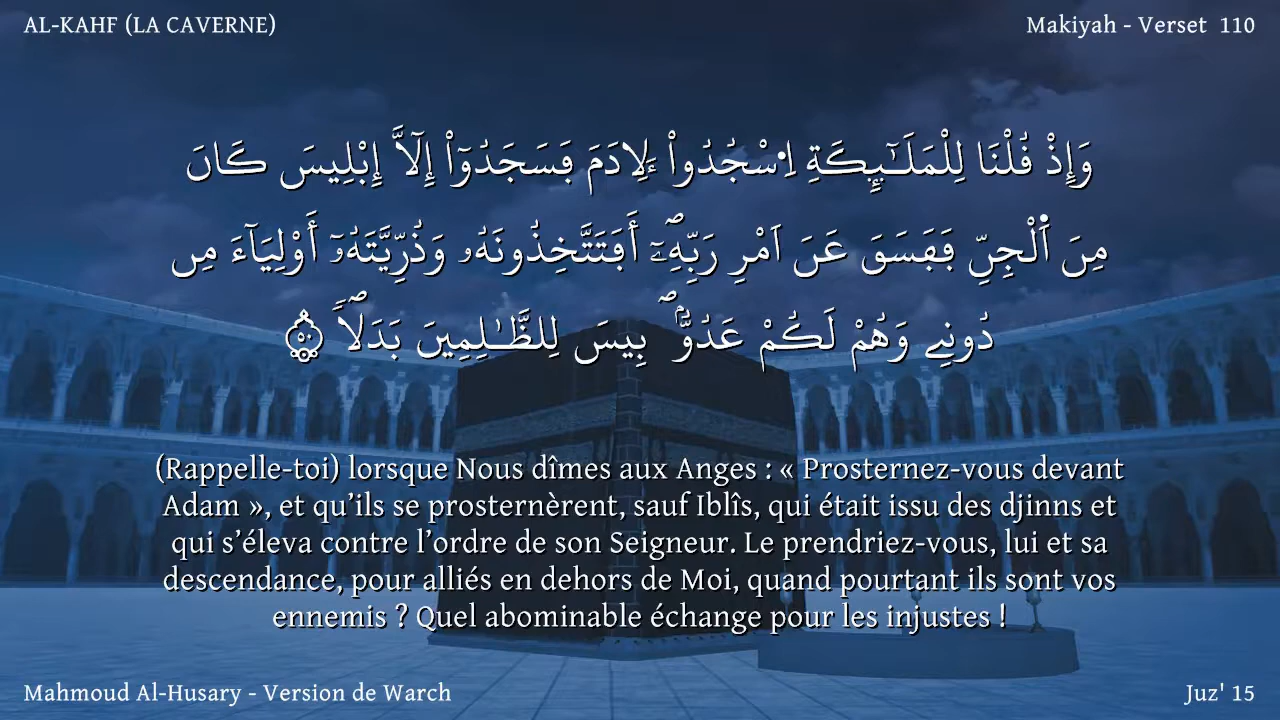 AL-KAHF (LA CAVERNE)
Makiyah - Verset 110
وَإِذْ قُلْنَا لِلْمَلَـٰٓئِكَةِ اِ۟سْجُدُوا۟ ءَلِادَمَ فَسَجَدُوٓا۟ إِلَّآ إِبْلِيسَ كَانَ
مِنَ اَ۬لْجِنِّ فَفَسَقَ عَنَ اَمْرِ رَبِّهِۦٓۖ أَفَتَتَّخِذُونَهُۥ وَذُرِّيَّتَهُۥٓ أَوْلِيَآءَ مِن
دُونِے وَهُمْ لَكُمْ عَدُوٌّۖ بِيسَ لِلظَّـٰلِمِينَ بَدَلاٗۖ ٥٠
(Rappelle-toi) lorsque Nous dîmes aux Anges : « Prosternez-vous devant
Adam », et qu’ils se prosternèrent, sauf Iblîs, qui était issu des djinns et
qui s’éleva contre l’ordre de son Seigneur. Le prendriez-vous, lui et sa
descendance, pour alliés en dehors de Moi, quand pourtant ils sont vos
ennemis ? Quel abominable échange pour les injustes !
Mahmoud Al-Husary - Version de Warch
Juz' 15